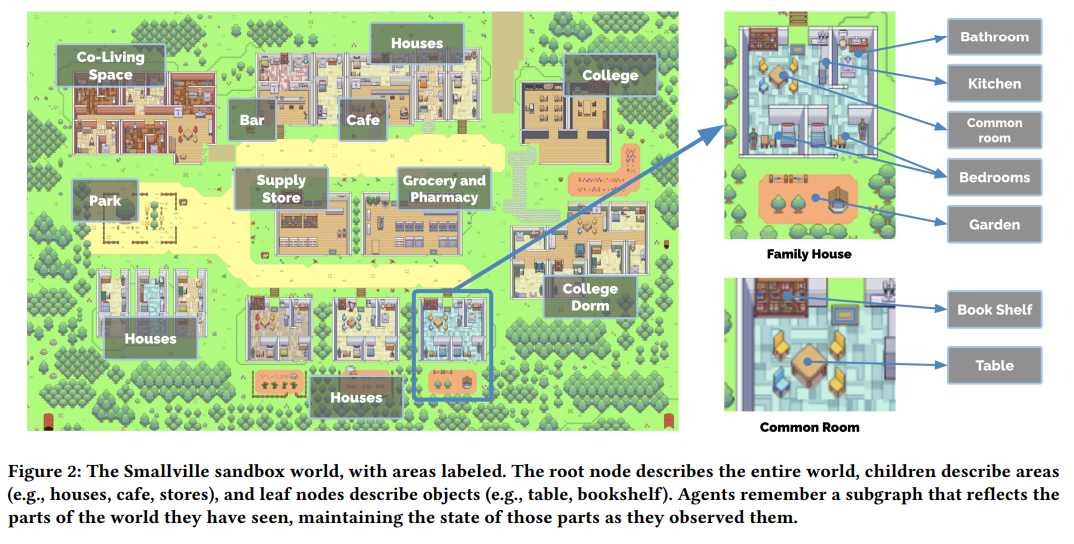 Co-Living
Space
Houses
College
Bar
Cafe
Supply
Store
Grocery and
Pharmacy
Park
College
Dorm
Houses
Houses
Bathroom
Kitchen
Common
room
Bedrooms
Garden
Family House
Book Shelf
Table
Common Room
Figure 2: The Smallville sandbox world, with areas labeled. The root node describes the entire world, children describe areas
(e.g., houses, cafe, stores), and leaf nodes describe objects (e.g., table, bookshelf). Agents remember a subgraph that reflects the
parts of the world they have seen, maintaining the state of those parts as they observed them.